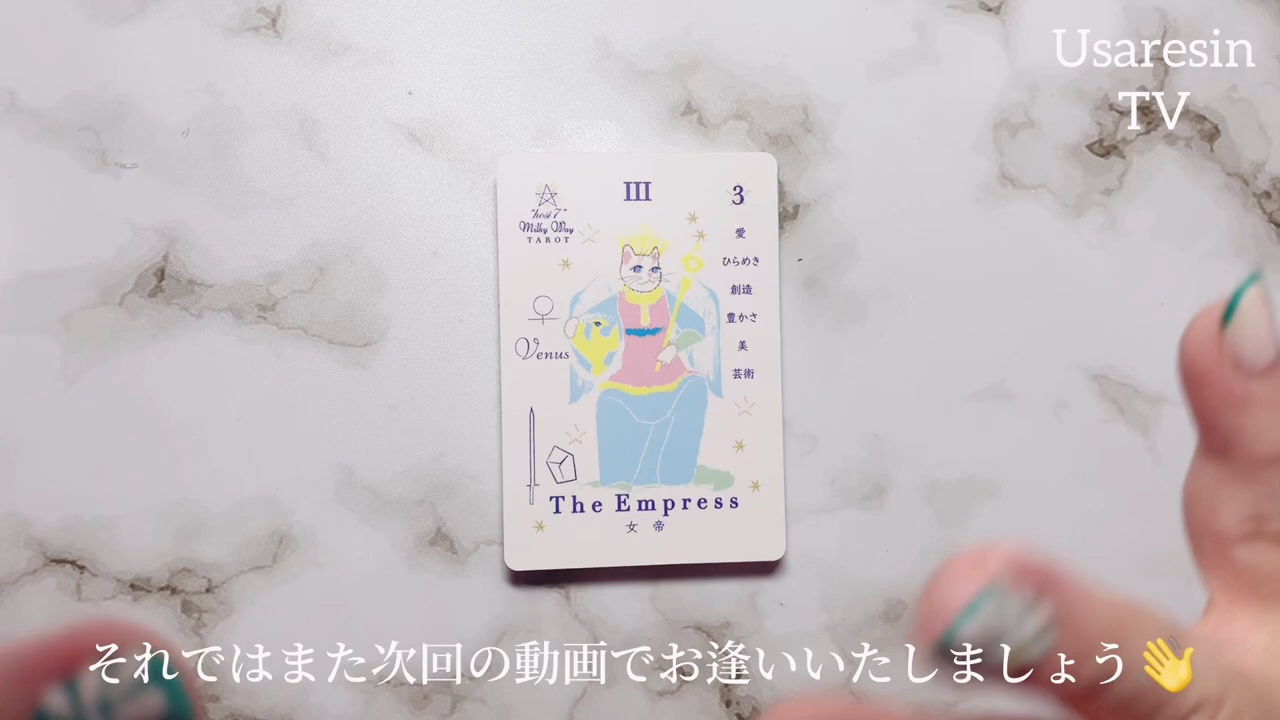 Usaresin
TV
III
3
"host 7"
Milky Way
TAROT
愛
ひらめき
創造
豊かさ
美
芸術
Venus
The Empress
女帝
それではまた次回の動画でお逢いいたしましょう👋